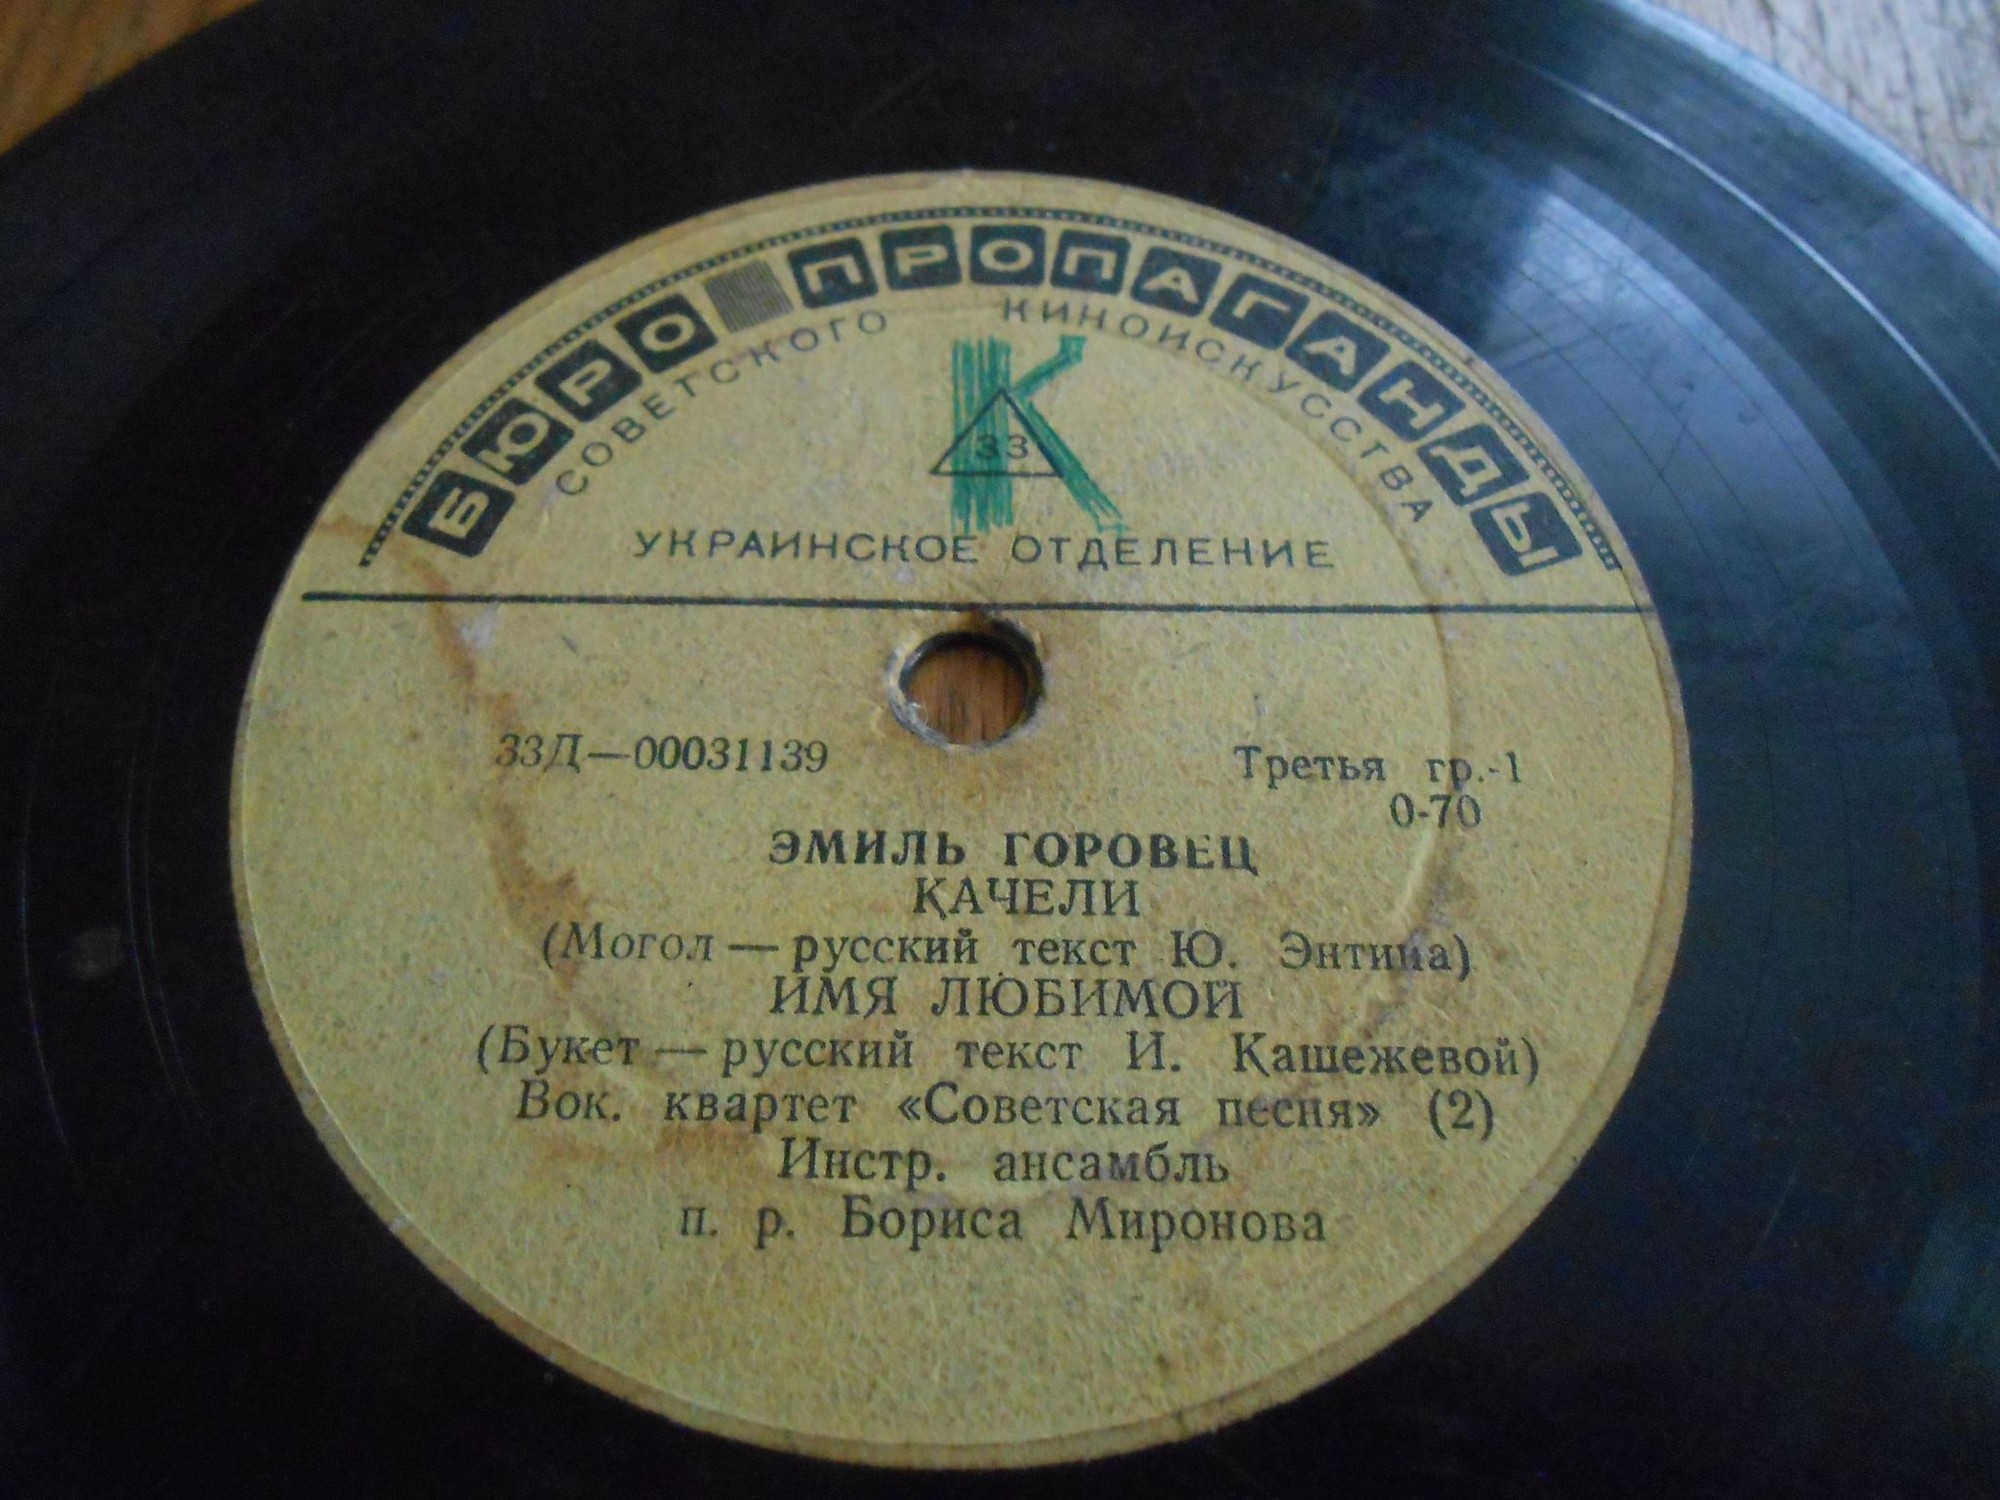 БЮРО ПРОПАГАНДЫ
СОВЕТСКОГО КИНОИСКУССТВА
К
33
УКРАИНСКОЕ ОТДЕЛЕНИЕ
33Д—00031139
Третья гр.-1
0-70
ЭМИЛЬ ГОРОВЕЦ
КАЧЕЛИ
(Могол — русский текст Ю. Энтина)
ИМЯ ЛЮБИМОЙ
(Букет — русский текст И. Кашежевой)
Вок. квартет «Советская песня» (2)
Инстр. ансамбль
п. р. Бориса Миронова